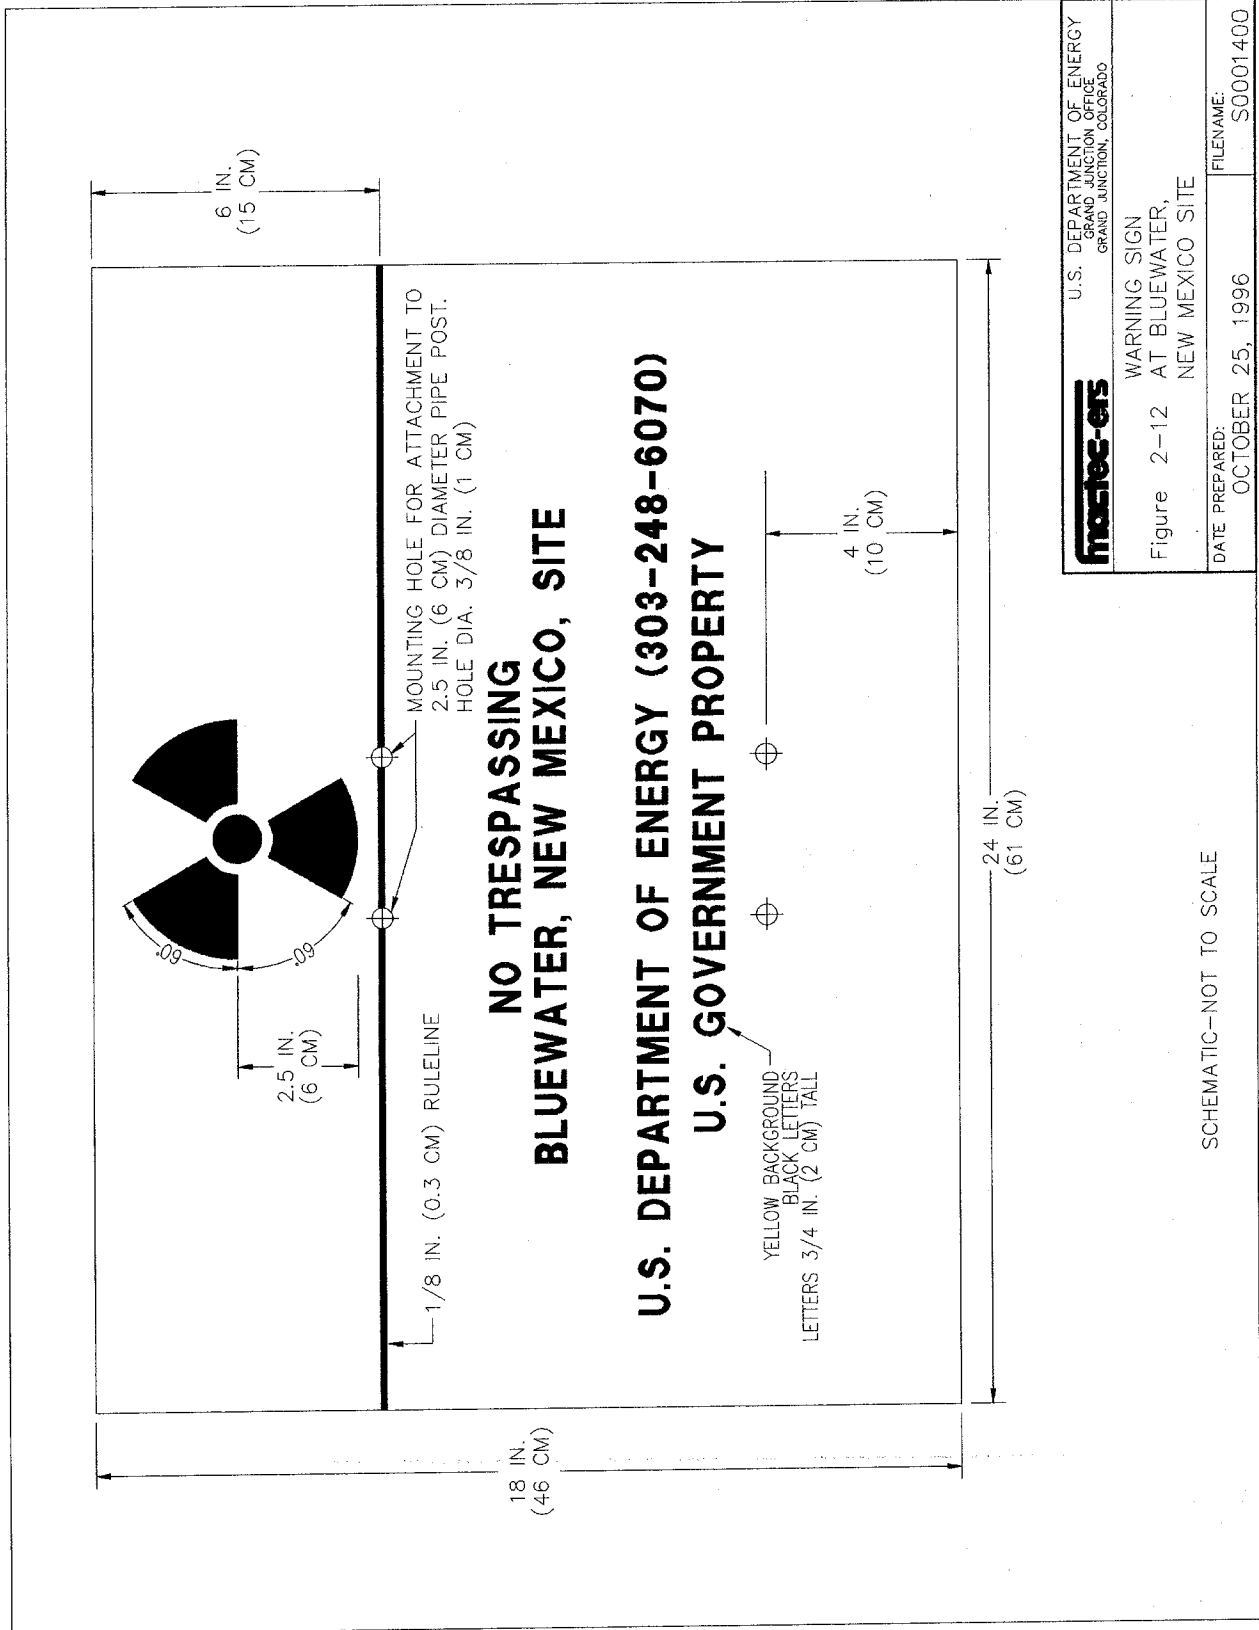 6 IN.
(15 CM)
60°
60°
2.5 IN.
(6 CM)
1/8 IN. (0.3 CM) RULELINE
MOUNTING HOLE FOR ATTACHMENT TO
2.5 IN. (6 CM) DIAMETER PIPE POST.
HOLE DIA. 3/8 IN. (1 CM)
18 IN.
(46 CM)
NO TRESPASSING
BLUEWATER, NEW MEXICO, SITE
U.S. DEPARTMENT OF ENERGY (303-248-6070)
U.S. GOVERNMENT PROPERTY
YELLOW BACKGROUND
BLACK LETTERS
LETTERS 3/4 IN. (2 CM) TALL
4 IN.
(10 CM)
24 IN.
(61 CM)
SCHEMATIC-NOT TO SCALE
mactec-ers
U.S. DEPARTMENT OF ENERGY
GRAND JUNCTION OFFICE
GRAND JUNCTION, COLORADO
WARNING SIGN
Figure 2-12 AT BLUEWATER,
NEW MEXICO SITE
DATE PREPARED:
OCTOBER 25, 1996
FILENAME:
S0001400